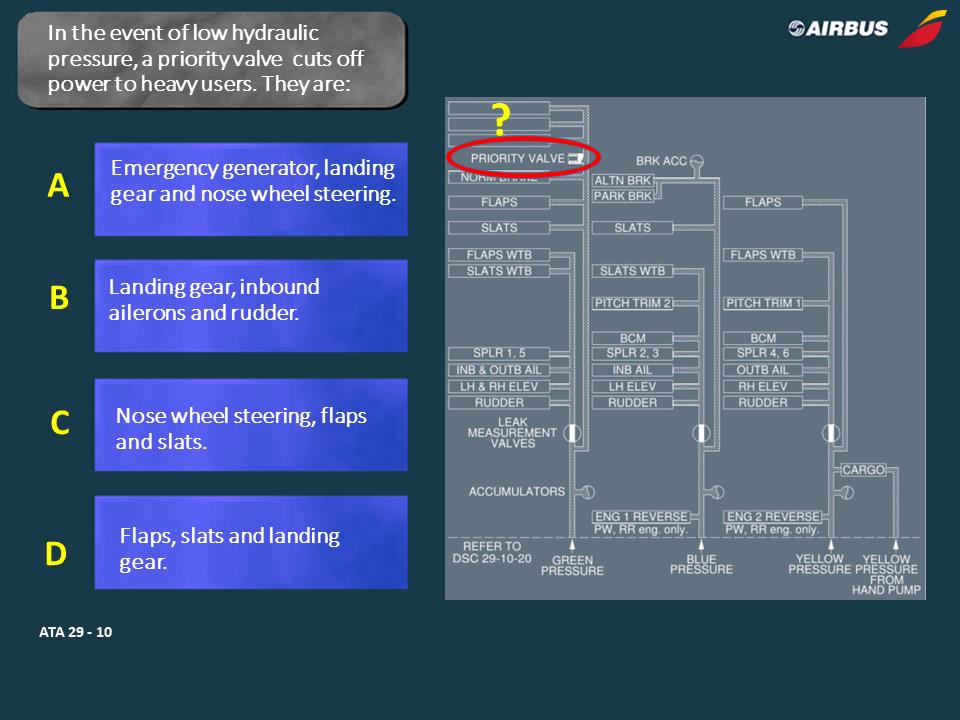 In the event of low hydraulic
pressure, a priority valve cuts off
power to heavy users. They are:
AIRBUS
A
Emergency generator, landing
gear and nose wheel steering.
B
Landing gear, inbound
ailerons and rudder.
C
Nose wheel steering, flaps
and slats.
D
Flaps, slats and landing
gear.
ATA 29 - 10
?
PRIORITY VALVE
NORM BRAKE
FLAPS
SLATS
FLAPS WTB
SLATS WTB
SPLR 1, 5
INB & OUTB AIL
LH & RH ELEV
RUDDER
LEAK
MEASUREMENT
VALVES
ACCUMULATORS
REFER TO
DSC 29-10-20
GREEN
PRESSURE
BRK ACC
ALTN BRK
PARK BRK
SLATS
SLATS WTB
PITCH TRIM 2
BCM
SPLR 2, 3
INB AIL
LH ELEV
RUDDER
ENG 1 REVERSE
PW, RR eng. only.
BLUE
PRESSURE
FLAPS
FLAPS WTB
PITCH TRIM 1
BCM
SPLR 4, 6
OUTB AIL
RH ELEV
RUDDER
CARGO
ENG 2 REVERSE
PW, RR eng. only.
YELLOW
PRESSURE
YELLOW
PRESSURE
FROM
HAND PUMP